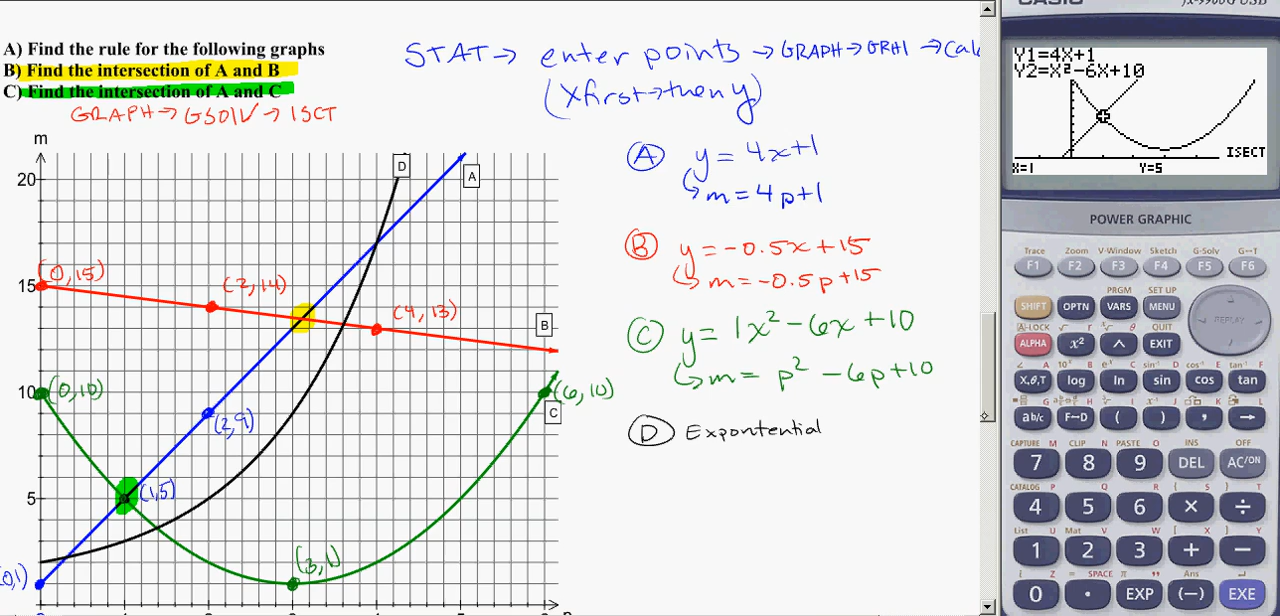 A) Find the rule for the following graphs
B) Find the intersection of A and B
C) Find the intersection of A and C
GRAPH → GSOLV → ISCT
STAT → enter points → GRAPH → GRH1 → Calc
(X first → then y)
Ⓐ y = 4x+1
↳ m = 4p+1
Ⓑ y = -0.5x+15
↳ m = -0.5p+15
Ⓒ y = 1x² - 6x + 10
↳ m = p² - 6p + 10
Ⓓ Expontential
m
20
15
10
5
D
A
B
C
(0,15)
(2,14)
(4,13)
(0,10)
(2,9)
(1,5)
(3,1)
(6,10)
0,1)
CASIO
Y1=4X+1
Y2=X²-6X+10
ISECT
X=1 Y=5
POWER GRAPHIC
Trace Zoom V-Window Sketch G-Solv G↔T
F1 F2 F3 F4 F5 F6
PRGM SET UP
SHIFT OPTN VARS MENU REPLAY
A-LOCK QUIT
ALPHA x² ^ EXIT
X,θ,T log ln sin cos tan
ab/c F↔D ( ) , →
CAPTURE M CLIP N PASTE O INS OFF
7 8 9 DEL AC/ON
CATALOG P Q R { S } T
4 5 6 × ÷
List U Mat V W [ X ] Y
1 2 3 + −
i Z = SPACE π " Ans
0 . EXP (−) EXE